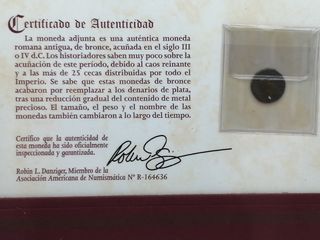 Certificado de Autenticidad
La moneda adjunta es una auténtica moneda
romana antigua, de bronce, acuñada en el siglo III
o IV d.C. Los historiadores saben muy poco sobre la
acuñación de este período, debido al caos reinante
y a las más de 25 cecas distribuidas por todo el
Imperio. Se sabe que estas monedas de bronce
acabaron por reemplazar a los denarios de plata,
tras una reducción gradual del contenido de metal
precioso. El tamaño, el peso y el nombre de las
monedas también cambiaron a lo largo del tiempo.
Certifico que la autenticidad de
esta moneda ha sido oficialmente
inspeccionada y garantizada.
Robin L. Danziger, Miembro de la
Asociación Americana de Numismática Nº R-164636